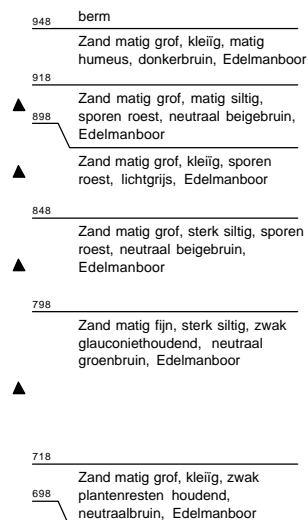 948
berm
Zand matig grof, kleiïg, matig
humeus, donkerbruin, Edelmanboor
918
Zand matig grof, matig siltig,
sporen roest, neutraal beigebruin,
Edelmanboor
898
Zand matig grof, kleiïg, sporen
roest, lichtgrijs, Edelmanboor
848
Zand matig grof, sterk siltig, sporen
roest, neutraal beigebruin,
Edelmanboor
798
Zand matig fijn, sterk siltig, zwak
glauconiethoudend, neutraal
groenbruin, Edelmanboor
718
Zand matig grof, kleiïg, zwak
plantenresten houdend,
neutraalbruin, Edelmanboor
698